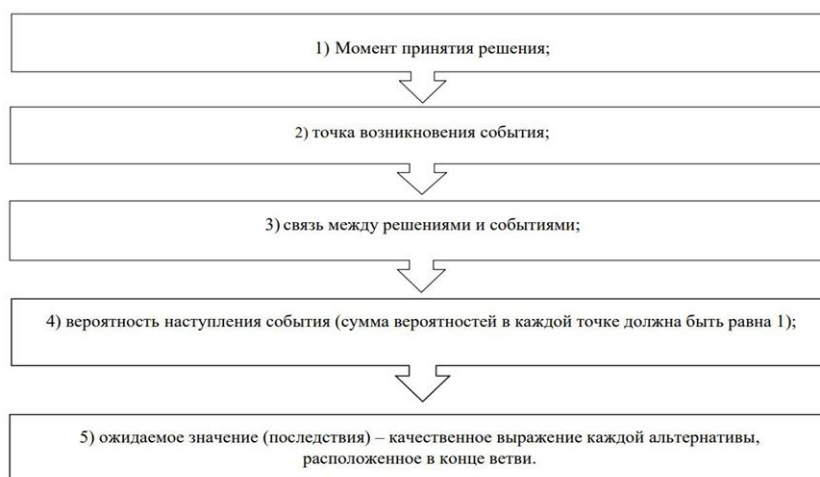 1) Момент принятия решения;
2) точка возникновения события;
3) связь между решениями и событиями;
4) вероятность наступления события (сумма вероятностей в каждой точке должна быть равна 1);
5) ожидаемое значение (последствия) – качественное выражение каждой альтернативы,
расположенное в конце ветви.